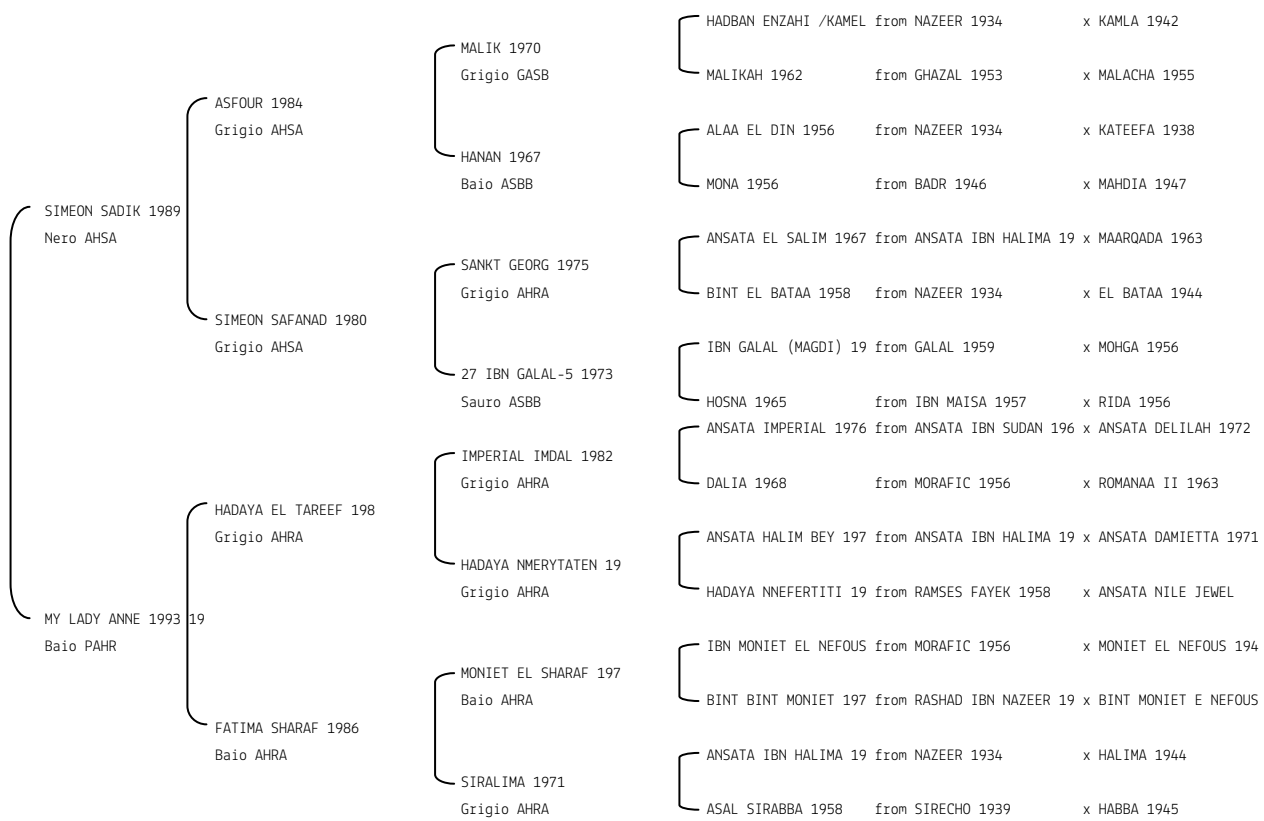 HADBAN ENZAHI /KAMEL from NAZEER 1934 x KAMLA 1942
MALIK 1970
Grigio GASB
MALIKAH 1962 from GHAZAL 1953 x MALACHA 1955
ASFOUR 1984
Grigio AHSA
ALAA EL DIN 1956 from NAZEER 1934 x KATEEFA 1938
HANAN 1967
Baio ASBB
MONA 1956 from BADR 1946 x MAHDIA 1947
SIMEON SADIK 1989
Nero AHSA
ANSATA EL SALIM 1967 from ANSATA IBN HALIMA 19 x MAARQADA 1963
SANKT GEORG 1975
Grigio AHRA
BINT EL BATAA 1958 from NAZEER 1934 x EL BATAA 1944
SIMEON SAFANAD 1980
Grigio AHSA
IBN GALAL (MAGDI) 19 from GALAL 1959 x MOHGA 1956
27 IBN GALAL-5 1973
Sauro ASBB
HOSNA 1965 from IBN MAISA 1957 x RIDA 1956
ANSATA IMPERIAL 1976 from ANSATA IBN SUDAN 196 x ANSATA DELILAH 1972
IMPERIAL IMDAL 1982
Grigio AHRA
DALIA 1968 from MORAFIC 1956 x ROMANAA II 1963
HADAYA EL TAREEF 198
Grigio AHRA
ANSATA HALIM BEY 197 from ANSATA IBN HALIMA 19 x ANSATA DAMIETTA 1971
HADAYA NMERYTATEN 19
Grigio AHRA
HADAYA NNEFERTITI 19 from RAMSES FAYEK 1958 x ANSATA NILE JEWEL
MY LADY ANNE 1993 19
Baio PAHR
IBN MONIET EL NEFOUS from MORAFIC 1956 x MONIET EL NEFOUS 194
MONIET EL SHARAF 197
Baio AHRA
BINT BINT MONIET 197 from RASHAD IBN NAZEER 19 x BINT MONIET E NEFOUS
FATIMA SHARAF 1986
Baio AHRA
ANSATA IBN HALIMA 19 from NAZEER 1934 x HALIMA 1944
SIRALIMA 1971
Grigio AHRA
ASAL SIRABBA 1958 from SIRECHO 1939 x HABBA 1945